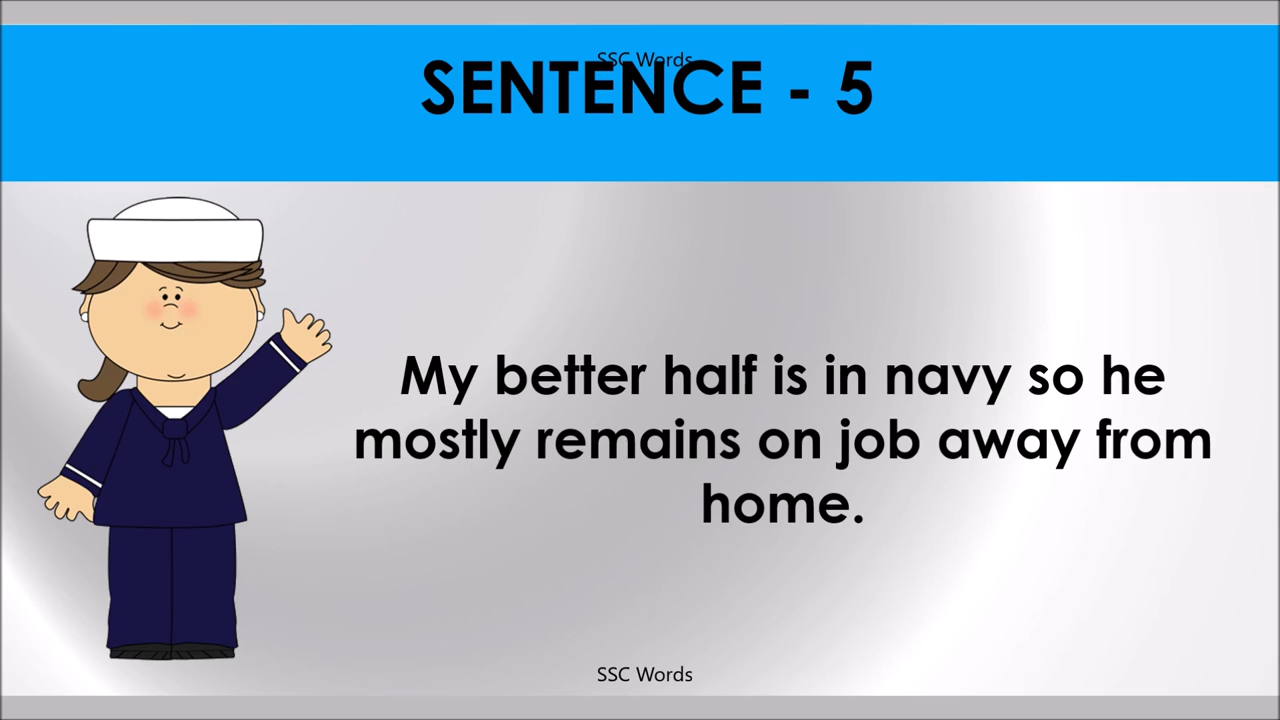 SSC Words
SENTENCE - 5
My better half is in navy so he
mostly remains on job away from
home.
SSC Words